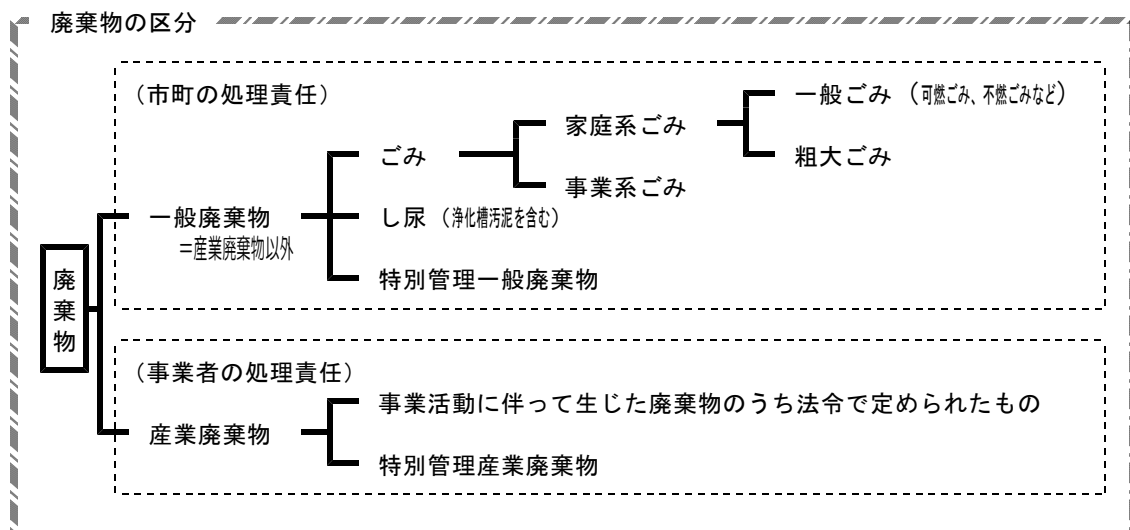 廃棄物の区分
（市町の処理責任）
一般ごみ （可燃ごみ、不燃ごみなど）
家庭系ごみ
ごみ
粗大ごみ
事業系ごみ
一般廃棄物
＝産業廃棄物以外
し尿 （浄化槽汚泥を含む）
特別管理一般廃棄物
廃棄物
（事業者の処理責任）
事業活動に伴って生じた廃棄物のうち法令で定められたもの
産業廃棄物
特別管理産業廃棄物